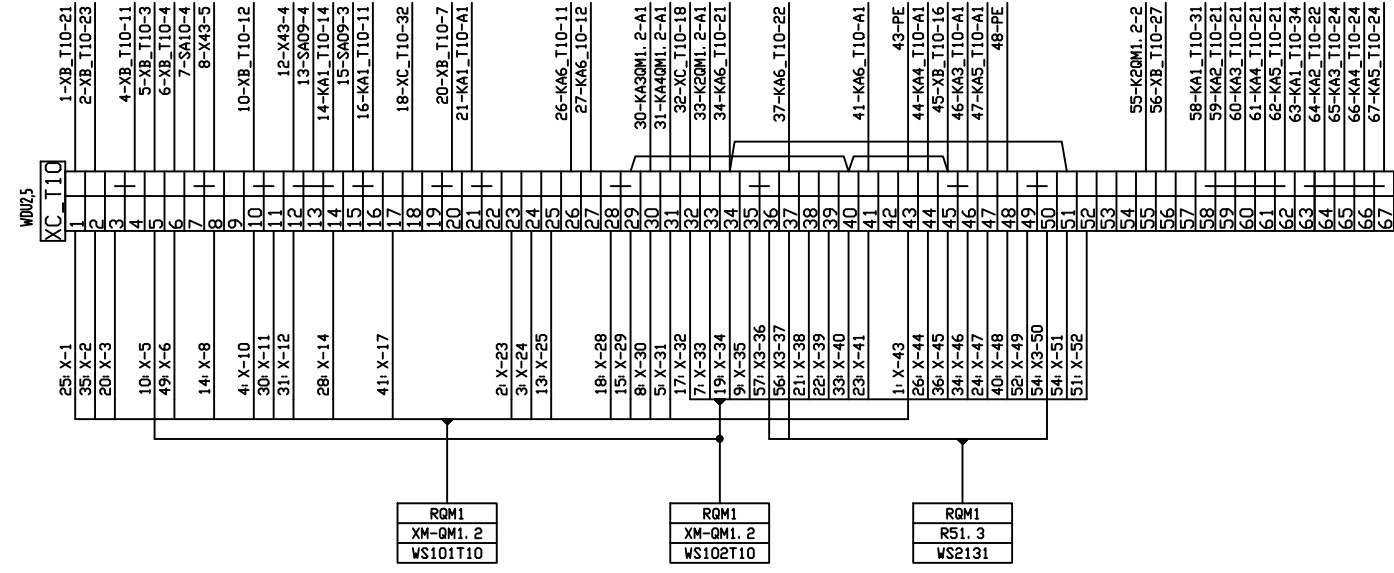 1-XB_T10-21
2-XB_T10-23
4-XB_T10-11
5-XB_T10-3
6-XB_T10-4
7-SA10-4
8-X43-5
10-XB_T10-12
12-X43-4
13-SA09-4
14-KA1_T10-14
15-SA09-3
16-KA1_T10-11
18-XC_T10-32
20-XB_T10-7
21-KA1_T10-A1
26-KA6_T10-11
27-KA6_10-12
30-KA3QM1.2-A1
31-KA4QM1.2-A1
32-XC_T10-18
33-K2QM1.2-A1
34-KA6_T10-21
37-KA6_T10-22
41-KA6_T10-A1
43-PE
44-KA4_T10-A1
45-XB_T10-16
46-KA3_T10-A1
47-KA5_T10-A1
48-PE
55-K2QM1.2-2
56-XB_T10-27
58-KA1_T10-31
59-KA2_T10-21
60-KA3_T10-21
61-KA4_T10-21
62-KA5_T10-21
63-KA1_T10-34
64-KA2_T10-22
65-KA3_T10-24
66-KA4_T10-24
67-KA5_T10-24
WDU2,5
XC_T10
1 2 3 4 5 6 7 8 9 10 11 12 13 14 15 16 17 18 19 20 21 22 23 24 25 26 27 28 29 30 31 32 33 34 35 36 37 38 39 40 41 42 43 44 45 46 47 48 49 50 51 52 53 54 55 56 57 58 59 60 61 62 63 64 65 66 67
25: X-1
35: X-2
20: X-3
10: X-5
49: X-6
14: X-8
4: X-10
30: X-11
31: X-12
28: X-14
41: X-17
2: X-23
3: X-24
13: X-25
18: X-28
15: X-29
8: X-30
5: X-31
17: X-32
7: X-33
19: X-34
9: X-35
57: X3-36
56: X3-37
21: X-38
22: X-39
33: X-40
23: X-41
1: X-43
26: X-44
36: X-45
34: X-46
24: X-47
40: X-48
52: X-49
54: X3-50
54: X-51
51: X-52
RQM1
XM-QM1.2
WS101T10
RQM1
XM-QM1.2
WS102T10
RQM1
R51.3
WS2131